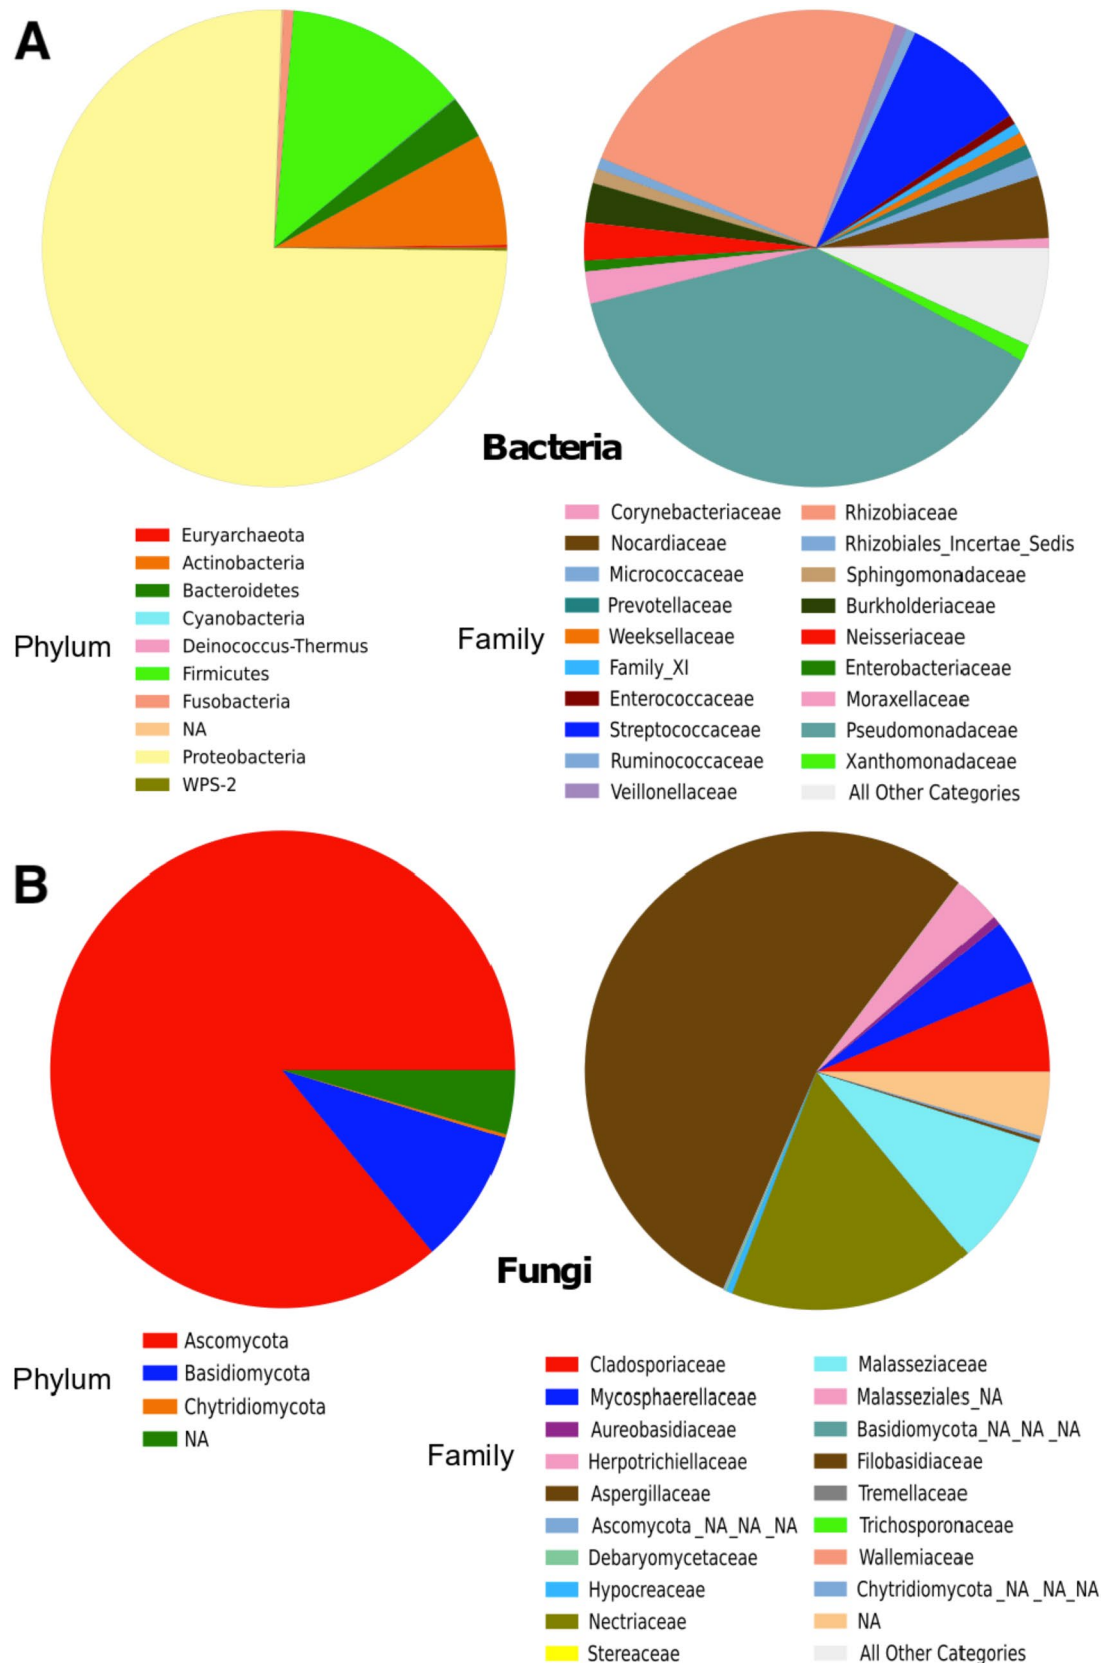 A
Bacteria
Phylum
Euryarchaeota
Actinobacteria
Bacteroidetes
Cyanobacteria
Deinococcus-Thermus
Firmicutes
Fusobacteria
NA
Proteobacteria
WPS-2
Family
Corynebacteriaceae
Nocardiaceae
Micrococcaceae
Prevotellaceae
Weeksellaceae
Family_XI
Enterococcaceae
Streptococcaceae
Ruminococcaceae
Veillonellaceae
Rhizobiaceae
Rhizobiales_Incertae_Sedis
Sphingomonadaceae
Burkholderiaceae
Neisseriaceae
Enterobacteriaceae
Moraxellaceae
Pseudomonadaceae
Xanthomonadaceae
All Other Categories
B
Fungi
Phylum
Ascomycota
Basidiomycota
Chytridiomycota
NA
Family
Cladosporiaceae
Mycosphaerellaceae
Aureobasidiaceae
Herpotrichiellaceae
Aspergillaceae
Ascomycota_NA_NA_NA
Debaryomycetaceae
Hypocreaceae
Nectriaceae
Stereaceae
Malasseziaceae
Malasseziales_NA
Basidiomycota_NA_NA_NA
Filobasidiaceae
Tremellaceae
Trichosporonaceae
Wallemiaceae
Chytridiomycota_NA_NA_NA
NA
All Other Categories